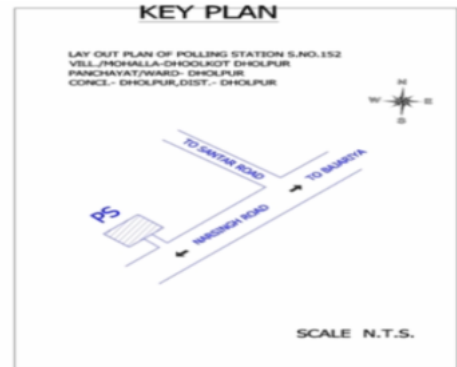 KEY PLAN
LAY OUT PLAN OF POLLING STATION S.NO.152
VILL./MOHALLA-DHOOLKOT DHOLPUR
PANCHAYAT/WARD- DHOLPUR
CONCI.- DHOLPUR,DIST.- DHOLPUR
N
W E
S
TO SANTAR ROAD
TO BAJARIYA
PS
NARSINGH ROAD
SCALE N.T.S.